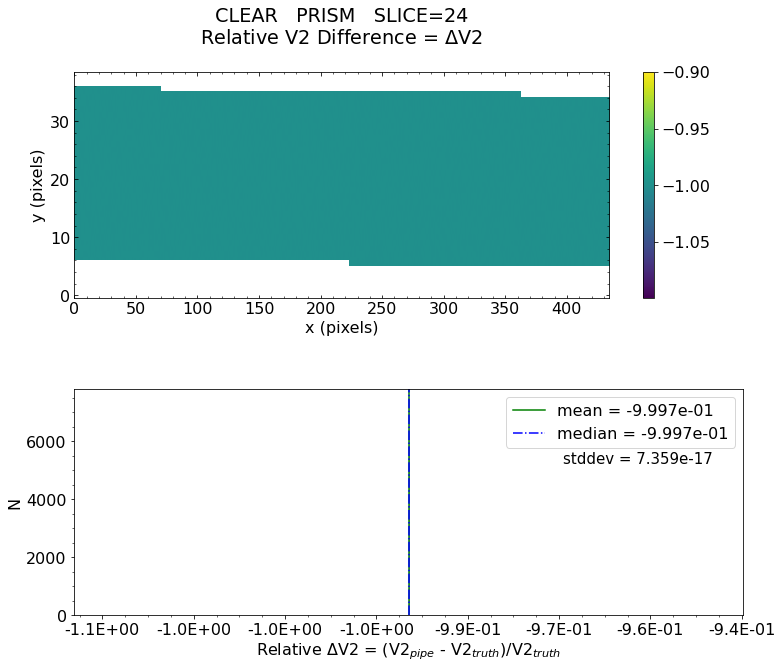 CLEAR PRISM SLICE=24
Relative V2 Difference = ΔV2
30
20
10
0
y (pixels)
0 50 100 150 200 250 300 350 400
x (pixels)
−0.90
−0.95
−1.00
−1.05
mean = -9.997e-01
median = -9.997e-01
stddev = 7.359e-17
6000
4000
2000
0
N
-1.1E+00 -1.0E+00 -1.0E+00 -1.0E+00 -9.9E-01 -9.7E-01 -9.6E-01 -9.4E-01
Relative ΔV2 = (V2pipe - V2truth)/V2truth